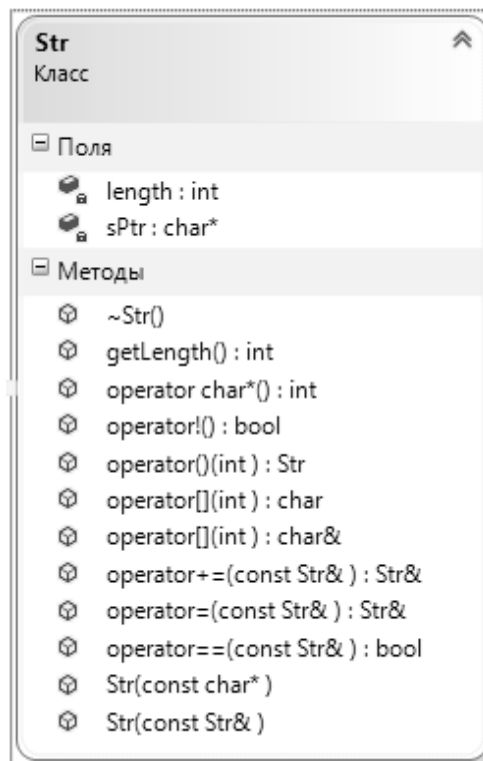 Str
Класс
Поля
length : int
sPtr : char*
Методы
~Str()
getLength() : int
operator char*() : int
operator!() : bool
operator()(int ) : Str
operator[](int ) : char
operator[](int ) : char&
operator+=(const Str& ) : Str&
operator=(const Str& ) : Str&
operator==(const Str& ) : bool
Str(const char* )
Str(const Str& )